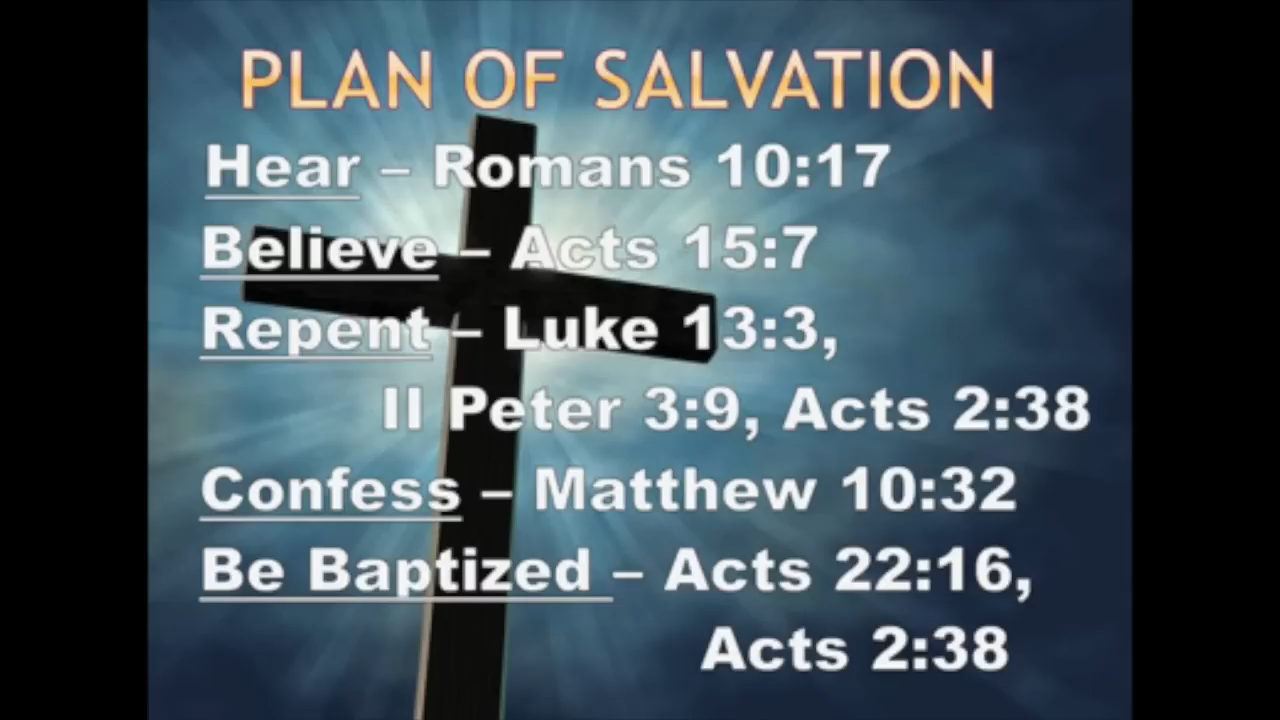 PLAN OF SALVATION
Hear – Romans 10:17
Believe – Acts 15:7
Repent – Luke 13:3,
II Peter 3:9, Acts 2:38
Confess – Matthew 10:32
Be Baptized – Acts 22:16,
Acts 2:38